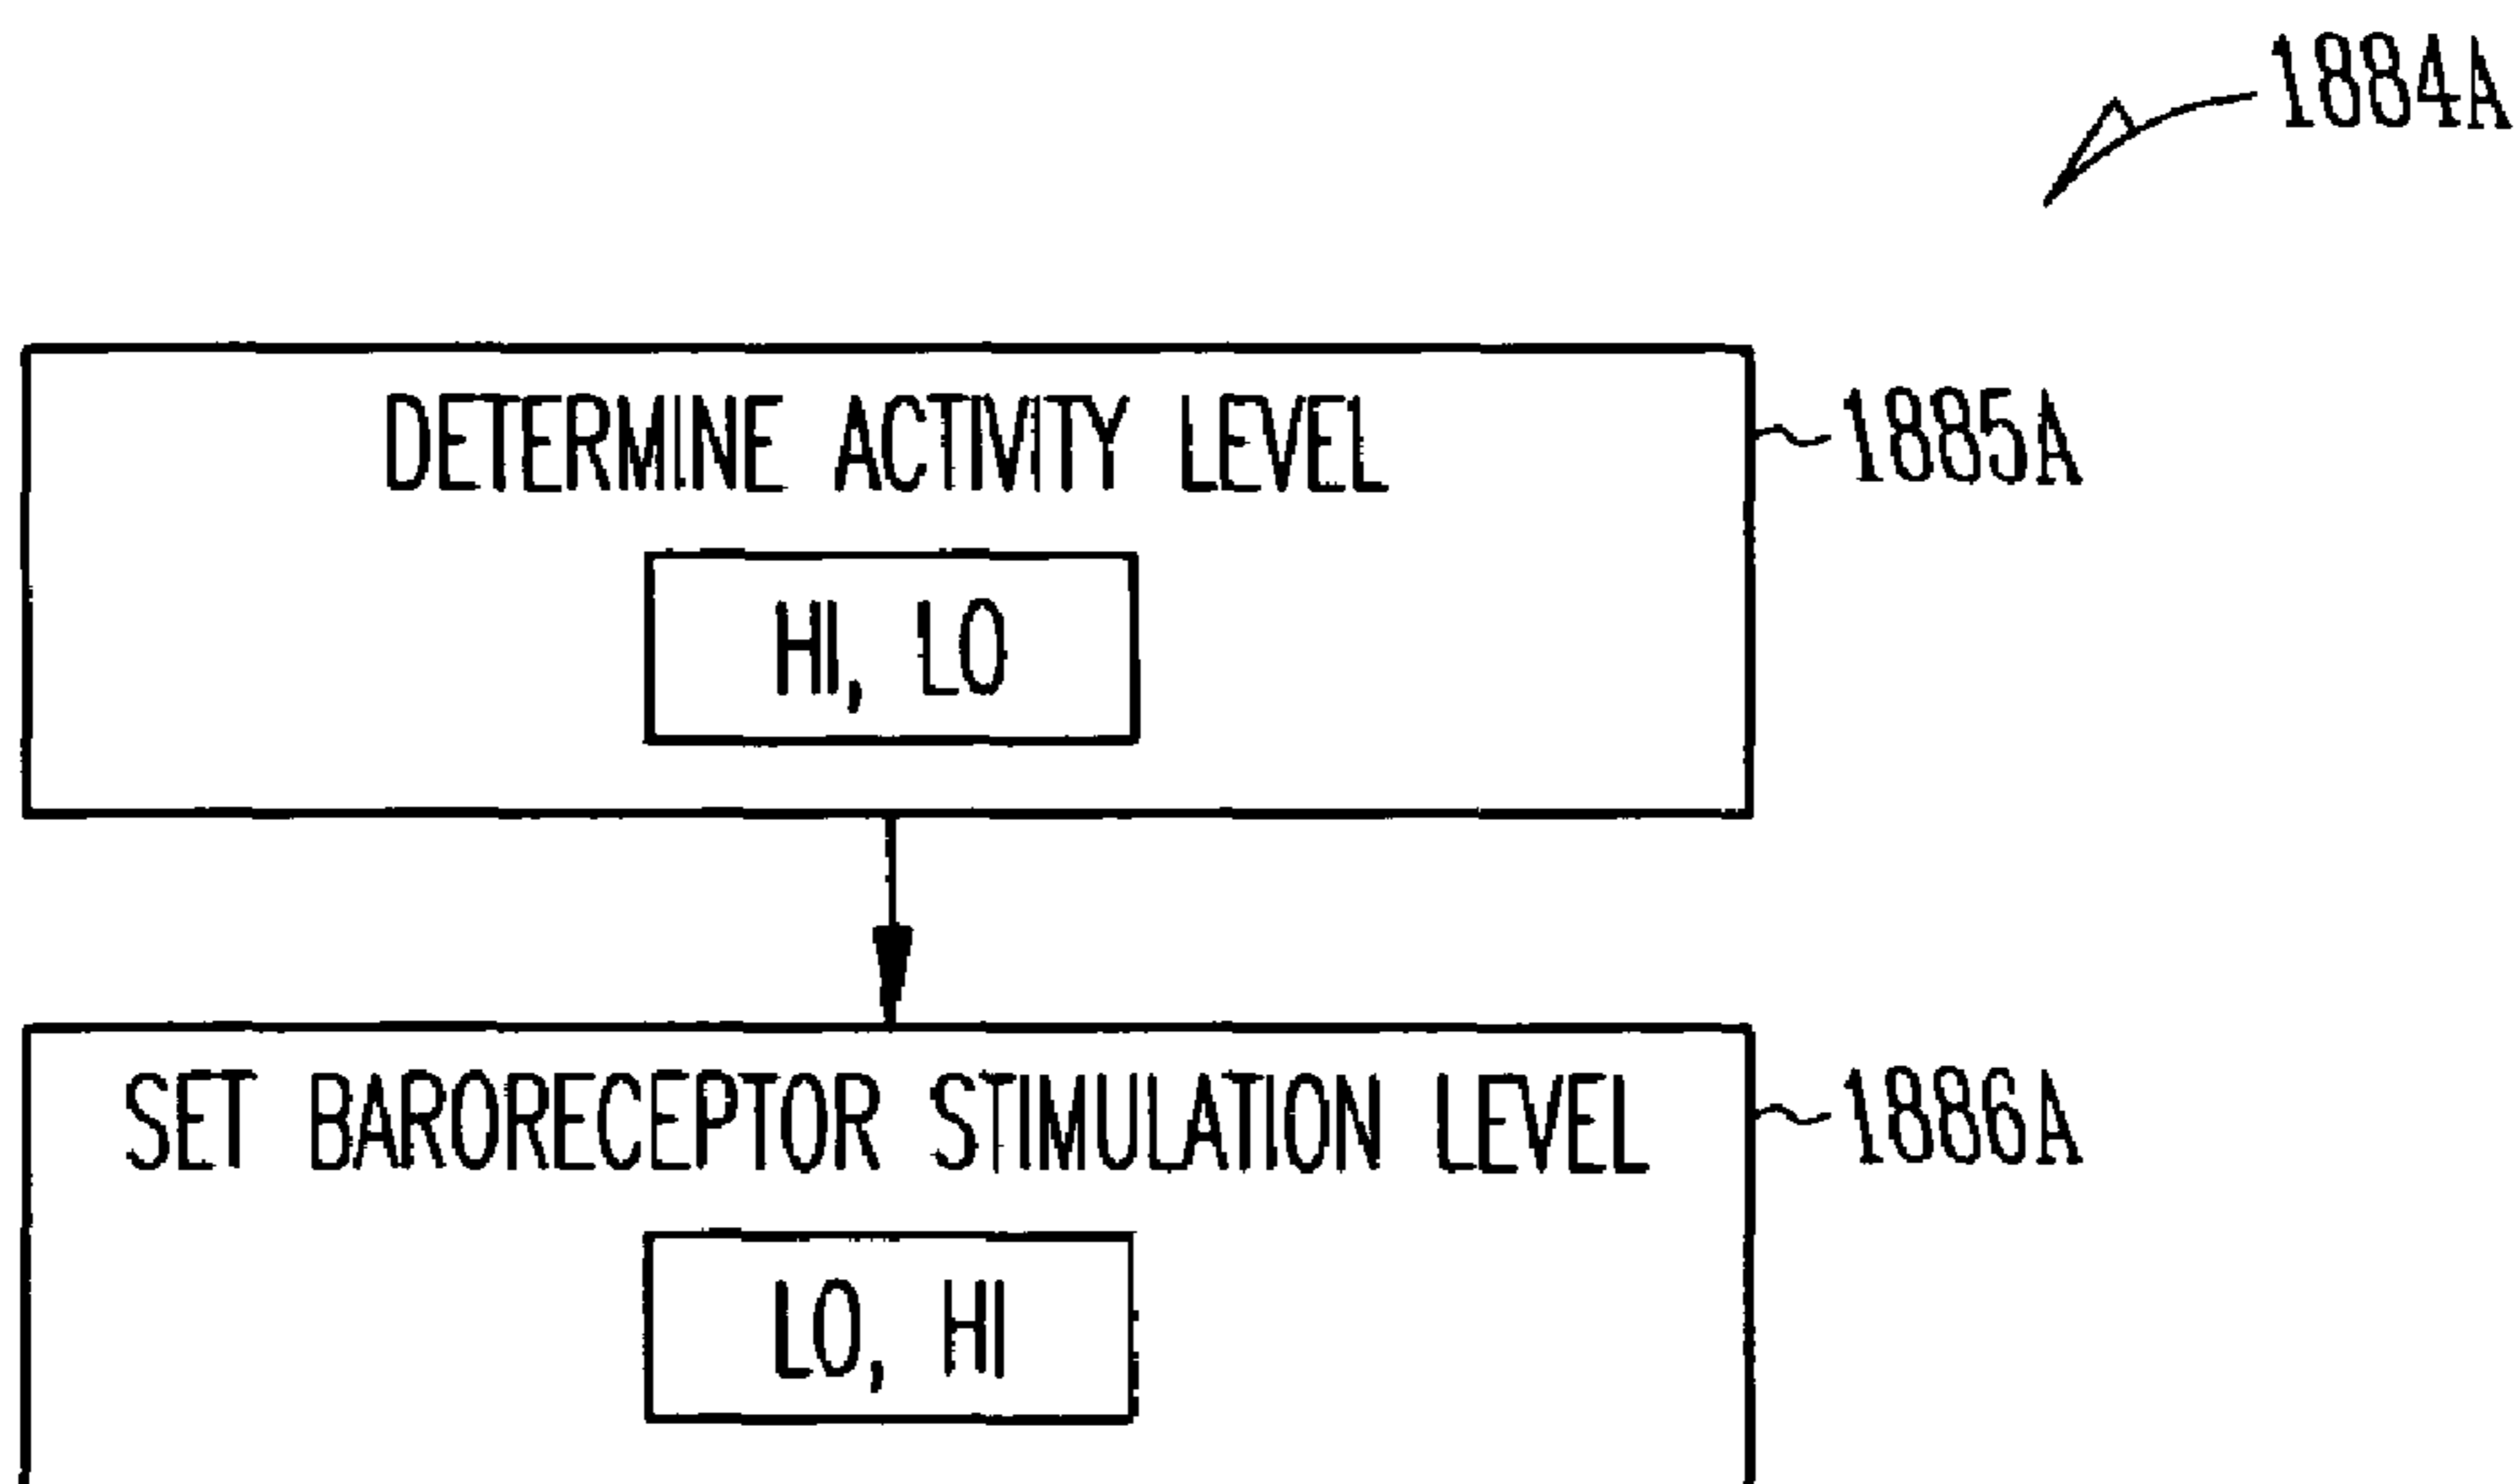 1884A
DETERMINE ACTIVITY LEVEL
1885A
HI, LO
SET BARORECEPTOR STIMULATION LEVEL
1886A
LO, HI